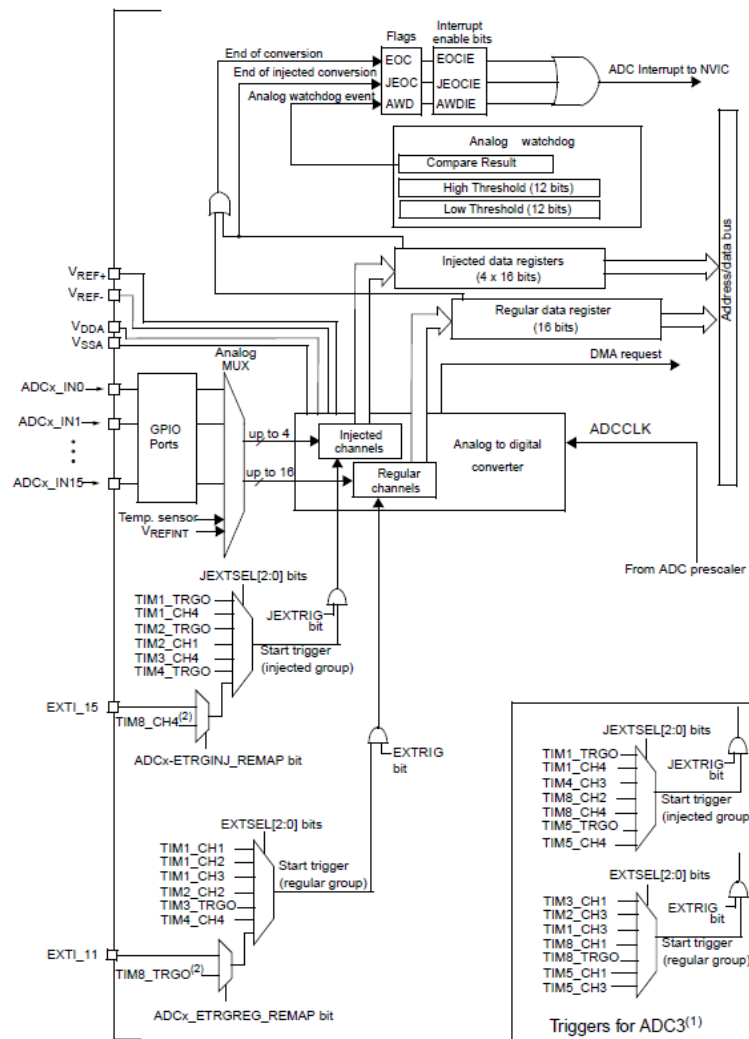 Flags
Interrupt
enable bits
End of conversion
EOC
EOCIE
End of injected conversion
JEOC
JEOCIE
ADC Interrupt to NVIC
Analog watchdog event
AWD
AWDIE
Analog watchdog
Compare Result
High Threshold (12 bits)
Low Threshold (12 bits)
Address/data bus
Injected data registers
(4 x 16 bits)
Regular data register
(16 bits)
VREF+
VREF-
VDDA
VSSA
Analog
MUX
DMA request
ADCx_IN0
ADCx_IN1
ADCx_IN15
GPIO
Ports
up to 4
up to 16
Injected
channels
Regular
channels
Analog to digital
converter
ADCCLK
Temp. sensor
VREFINT
From ADC prescaler
JEXTSEL[2:0] bits
TIM1_TRGO
TIM1_CH4
TIM2_TRGO
TIM2_CH1
TIM3_CH4
TIM4_TRGO
JEXTRIG
bit
Start trigger
(injected group)
EXTI_15
TIM8_CH4(2)
ADCx-ETRGINJ_REMAP bit
EXTRIG
bit
EXTSEL[2:0] bits
TIM1_CH1
TIM1_CH2
TIM1_CH3
TIM2_CH2
TIM3_TRGO
TIM4_CH4
Start trigger
(regular group)
EXTI_11
TIM8_TRGO(2)
ADCx_ETRGREG_REMAP bit
JEXTSEL[2:0] bits
TIM1_TRGO
TIM1_CH4
TIM4_CH3
TIM8_CH2
TIM8_CH4
TIM5_TRGO
TIM5_CH4
JEXTRIG
bit
Start trigger
(injected group)
EXTSEL[2:0] bits
TIM3_CH1
TIM2_CH3
TIM1_CH3
TIM8_CH1
TIM8_TRGO
TIM5_CH1
TIM5_CH3
EXTRIG
bit
Start trigger
(regular group)
Triggers for ADC3(1)